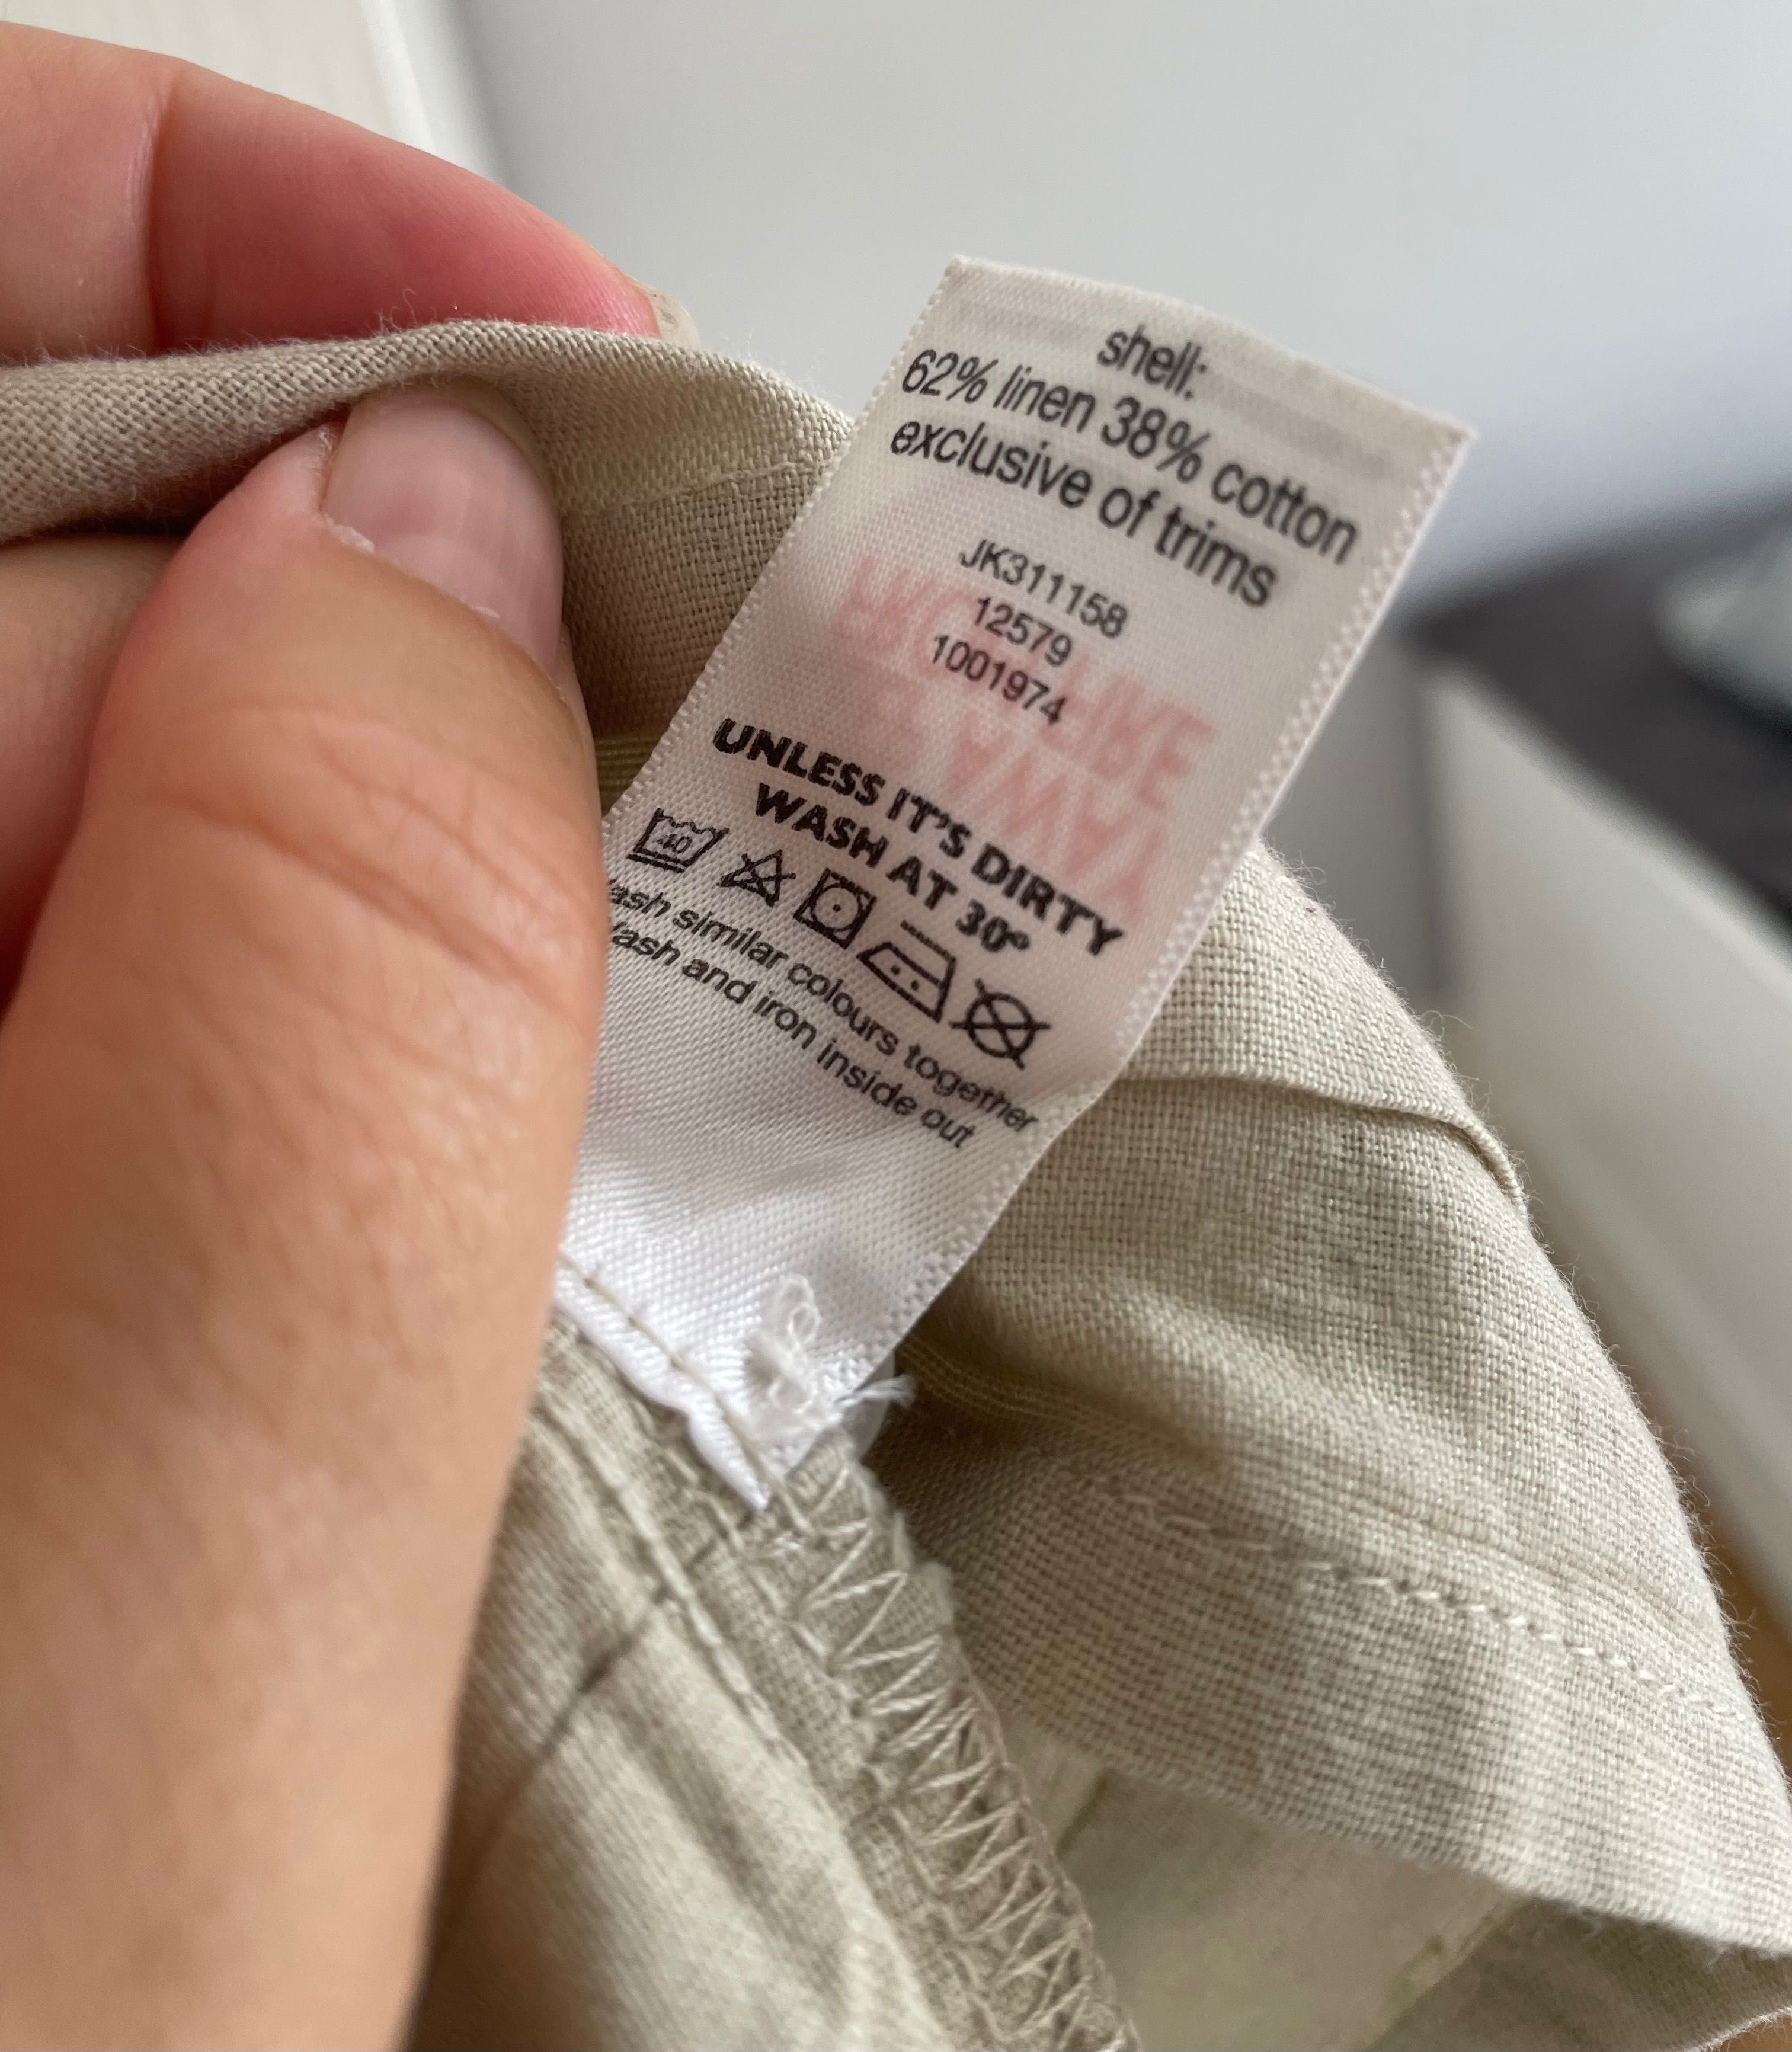 shell:
62% linen 38% cotton
exclusive of trims
JK311158
12579
1001974
UNLESS IT'S DIRTY
WASH AT 30°
40
similar colours together
and iron inside out